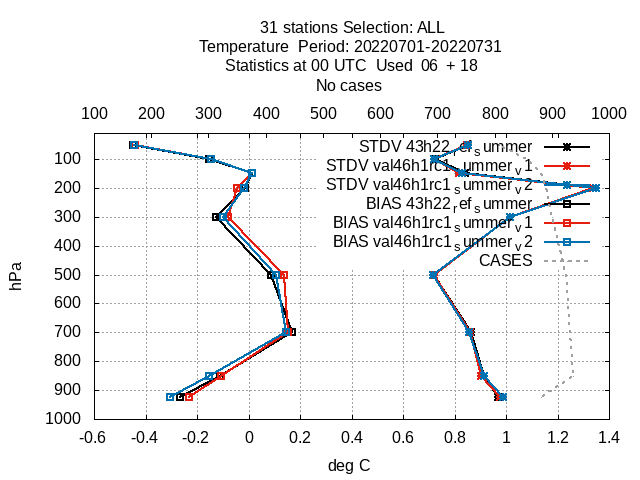 31 stations Selection: ALL
Temperature  Period: 20220701-20220731
Statistics at 00 UTC  Used  06  + 18
No cases
100 200 300 400 500 600 700 800 900 1000
STDV 43h22_ref_summer
STDV val46h1rc1_summer_v1
STDV val46h1rc1_summer_v2
BIAS 43h22_ref_summer
BIAS val46h1rc1_summer_v1
BIAS val46h1rc1_summer_v2
CASES
100
200
300
400
500
600
700
800
900
1000
hPa
-0.6 -0.4 -0.2 0 0.2 0.4 0.6 0.8 1 1.2 1.4
deg C